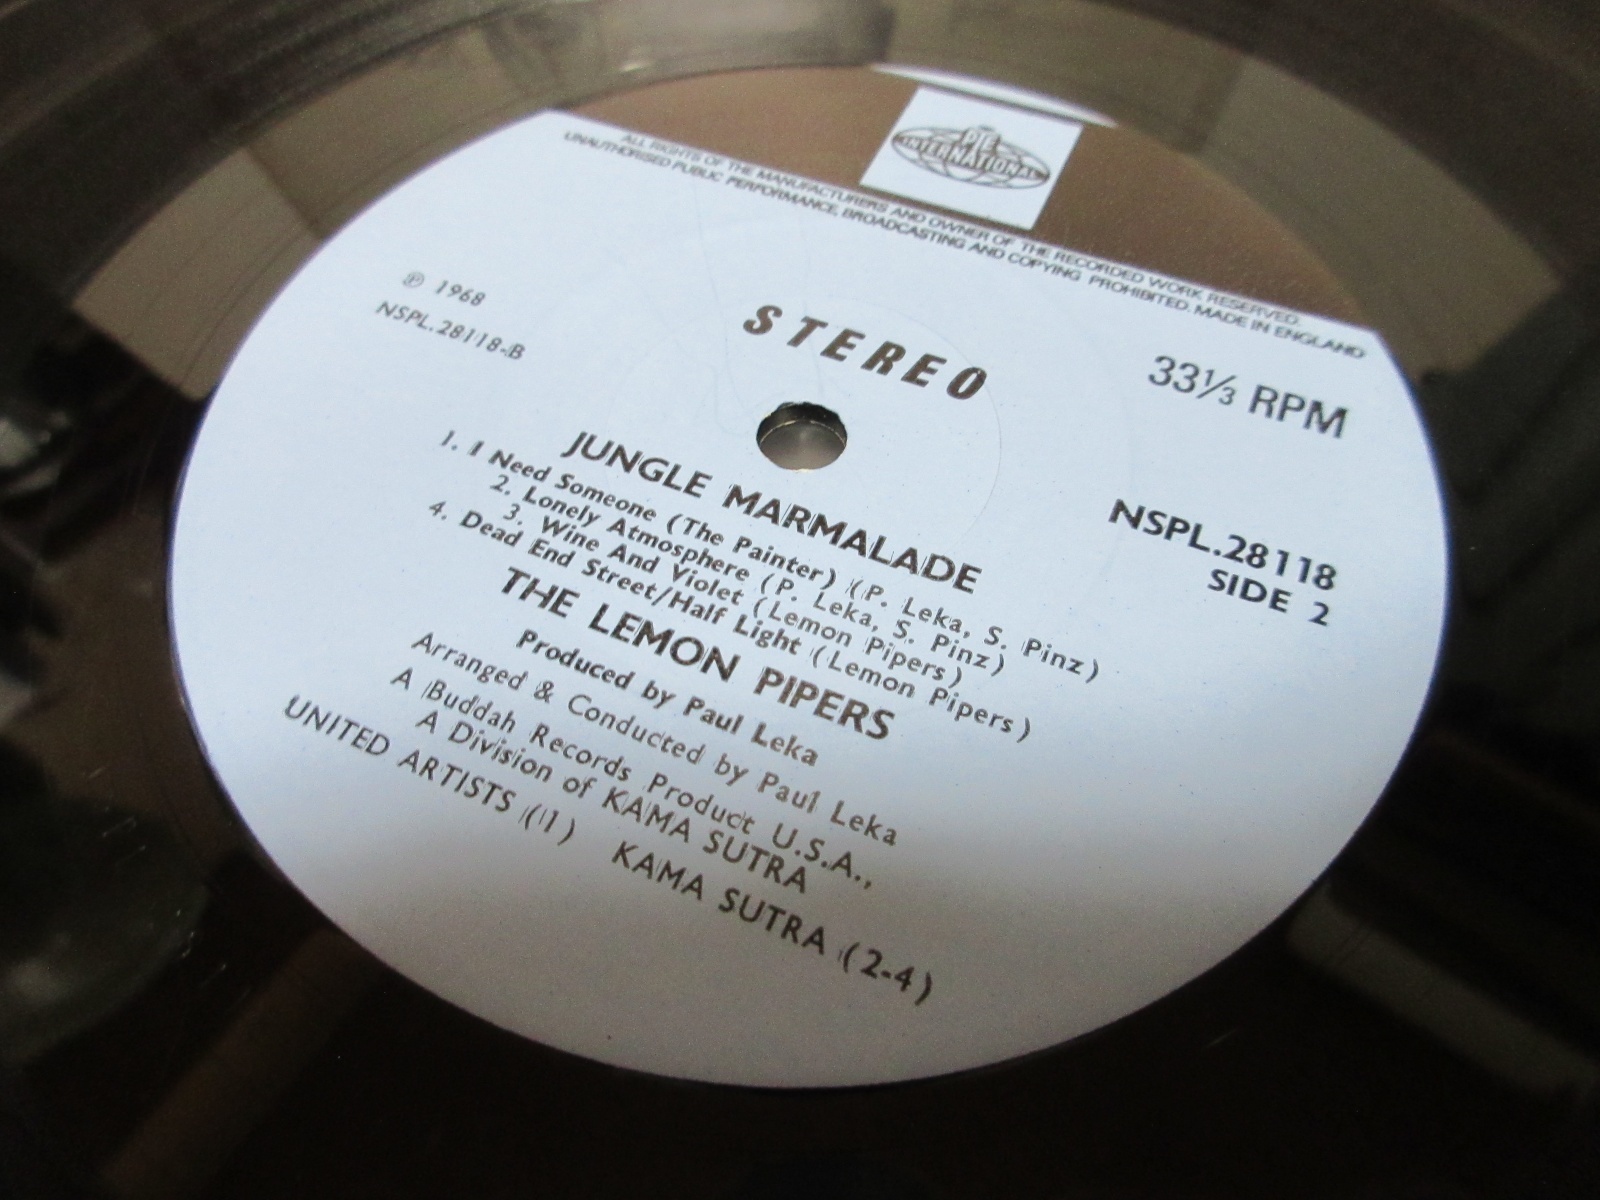 PYE
INTERNATIONAL
ALL RIGHTS OF THE MANUFACTURERS AND OWNER OF THE RECORDED WORK RESERVED.
UNAUTHORISED PUBLIC PERFORMANCE, BROADCASTING AND COPYING PROHIBITED. MADE IN ENGLAND
℗ 1968
NSPL.28118-B
STEREO
33⅓ RPM
NSPL.28118
SIDE 2
JUNGLE MARMALADE
1. I Need Someone (The Painter) (P. Leka, S. Pinz)
2. Lonely Atmosphere (P. Leka, S. Pinz)
3. Wine And Violet (Lemon Pipers)
4. Dead End Street/Half Light (Lemon Pipers)
THE LEMON PIPERS
Produced by Paul Leka
Arranged & Conducted by Paul Leka
A Buddah Records Product U.S.A.,
A Division of KAMA SUTRA
UNITED ARTISTS (1) KAMA SUTRA (2-4)